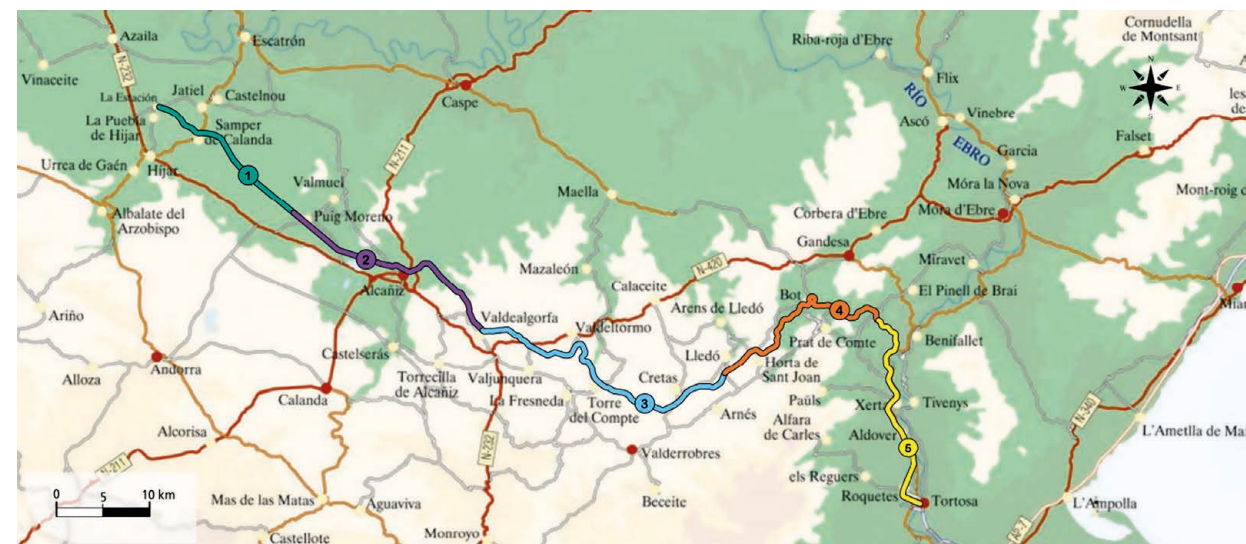 Azaila
Escatrón
Riba-roja d'Ebre
Cornudella
de Montsant
Vinaceite
N-232
Flix
N
W
E
S
La Estación
Jatiel
Castelnou
Caspe
RÍO
La Puebla
de Hijar
Samper
de Calanda
Ascó
Vinebre
EBRO
Falset
N-211
Urrea de Gaén
Híjar
1
Garcia
Valmuel
Maella
Móra la Nova
Mont-roig d
Albalate del
Arzobispo
Puig Moreno
Corbera d'Ebre
Móra d'Ebre
Gandesa
2
Mazaleón
N-420
Miravet
Alcañiz
Calaceite
Bot
El Pinell de Brai
Ariño
Valdealgorfa
Valdeltormo
Arens de Lledó
4
Prat de Comte
Benifallet
Castelserás
Lledó
Horta de
Sant Joan
Andorra
Alloza
Torrecilla
de Alcañiz
Valjunquera
Cretas
Calanda
La Fresneda
Torre
del Compte
3
Arnés
Paüls
Xerta
Tivenys
N-340
Alfara
de Carles
Alcorisa
N-232
Aldover
L'Ametlla de Mar
Valderrobres
5
N-211
els Reguers
0
5
10 km
Mas de las Matas
Aguaviva
Beceite
Roquetes
Tortosa
L'Ampolla
Castellote
Monroyo
AP-7